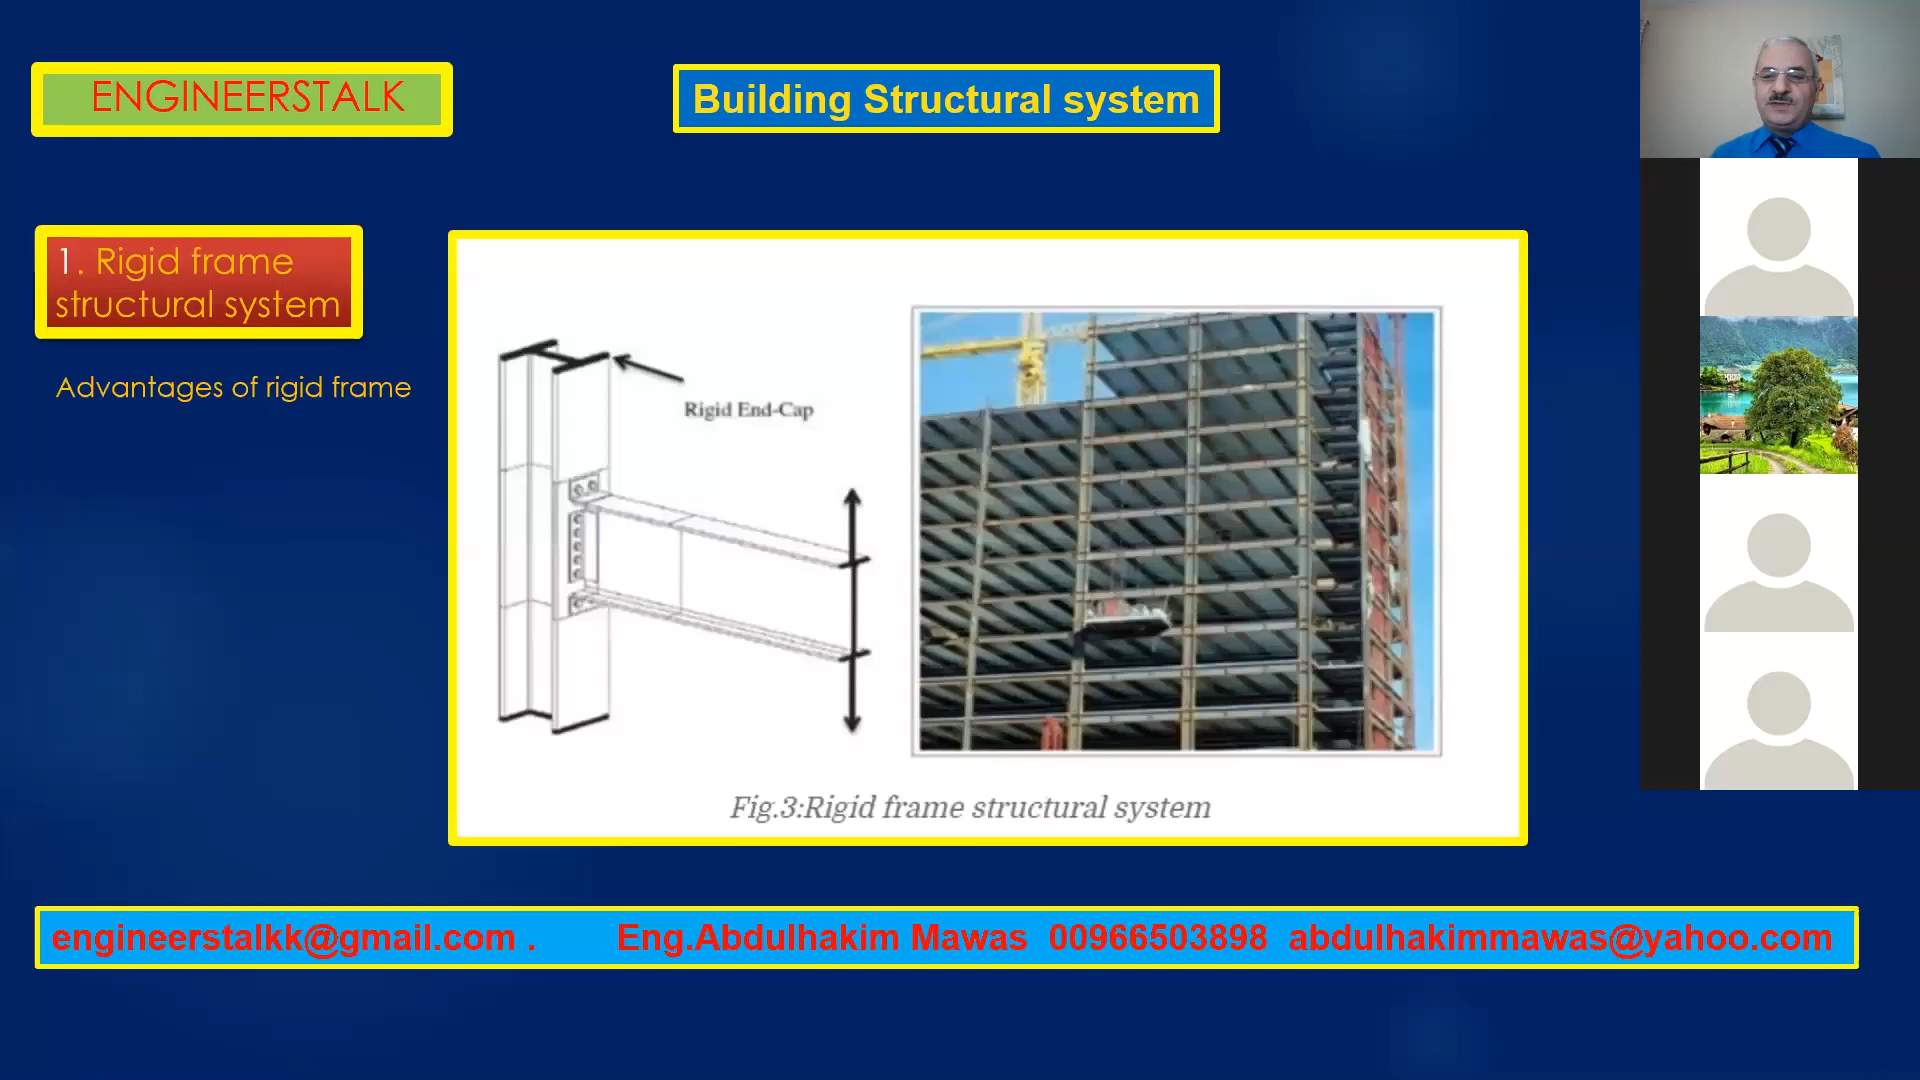 ENGINEERSTALK
Building Structural system
1. Rigid frame
structural system
Advantages of rigid frame
Rigid End-Cap
Fig.3:Rigid frame structural system
engineerstalkk@gmail.com . Eng.Abdulhakim Mawas 00966503898 abdulhakimmawas@yahoo.com